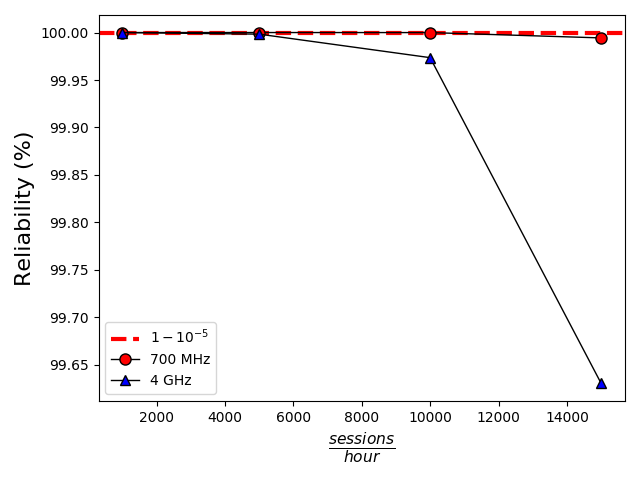 Reliability (%)
100.00
99.95
99.90
99.85
99.80
99.75
99.70
99.65
1 − 10⁻⁵
700 MHz
4 GHz
2000 4000 6000 8000 10000 12000 14000
sessions
hour